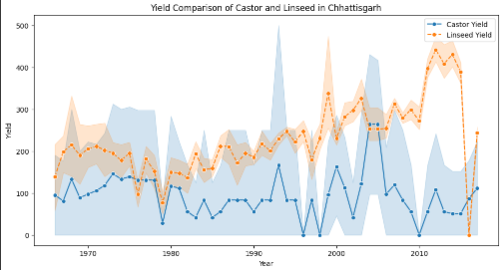 Yield Comparison of Castor and Linseed in Chhattisgarh
Castor Yield
Linseed Yield
500
400
300
200
100
0
Yield
1970
1980
1990
2000
2010
Year